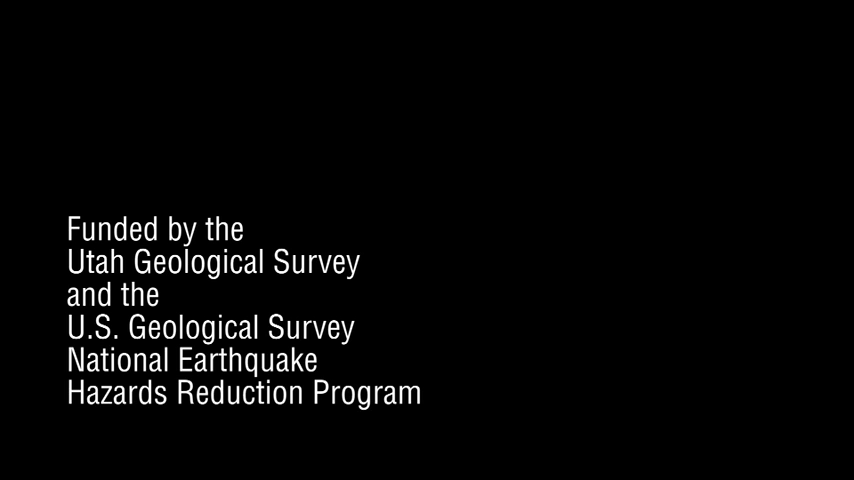 Funded by the
Utah Geological Survey
and the
U.S. Geological Survey
National Earthquake
Hazards Reduction Program